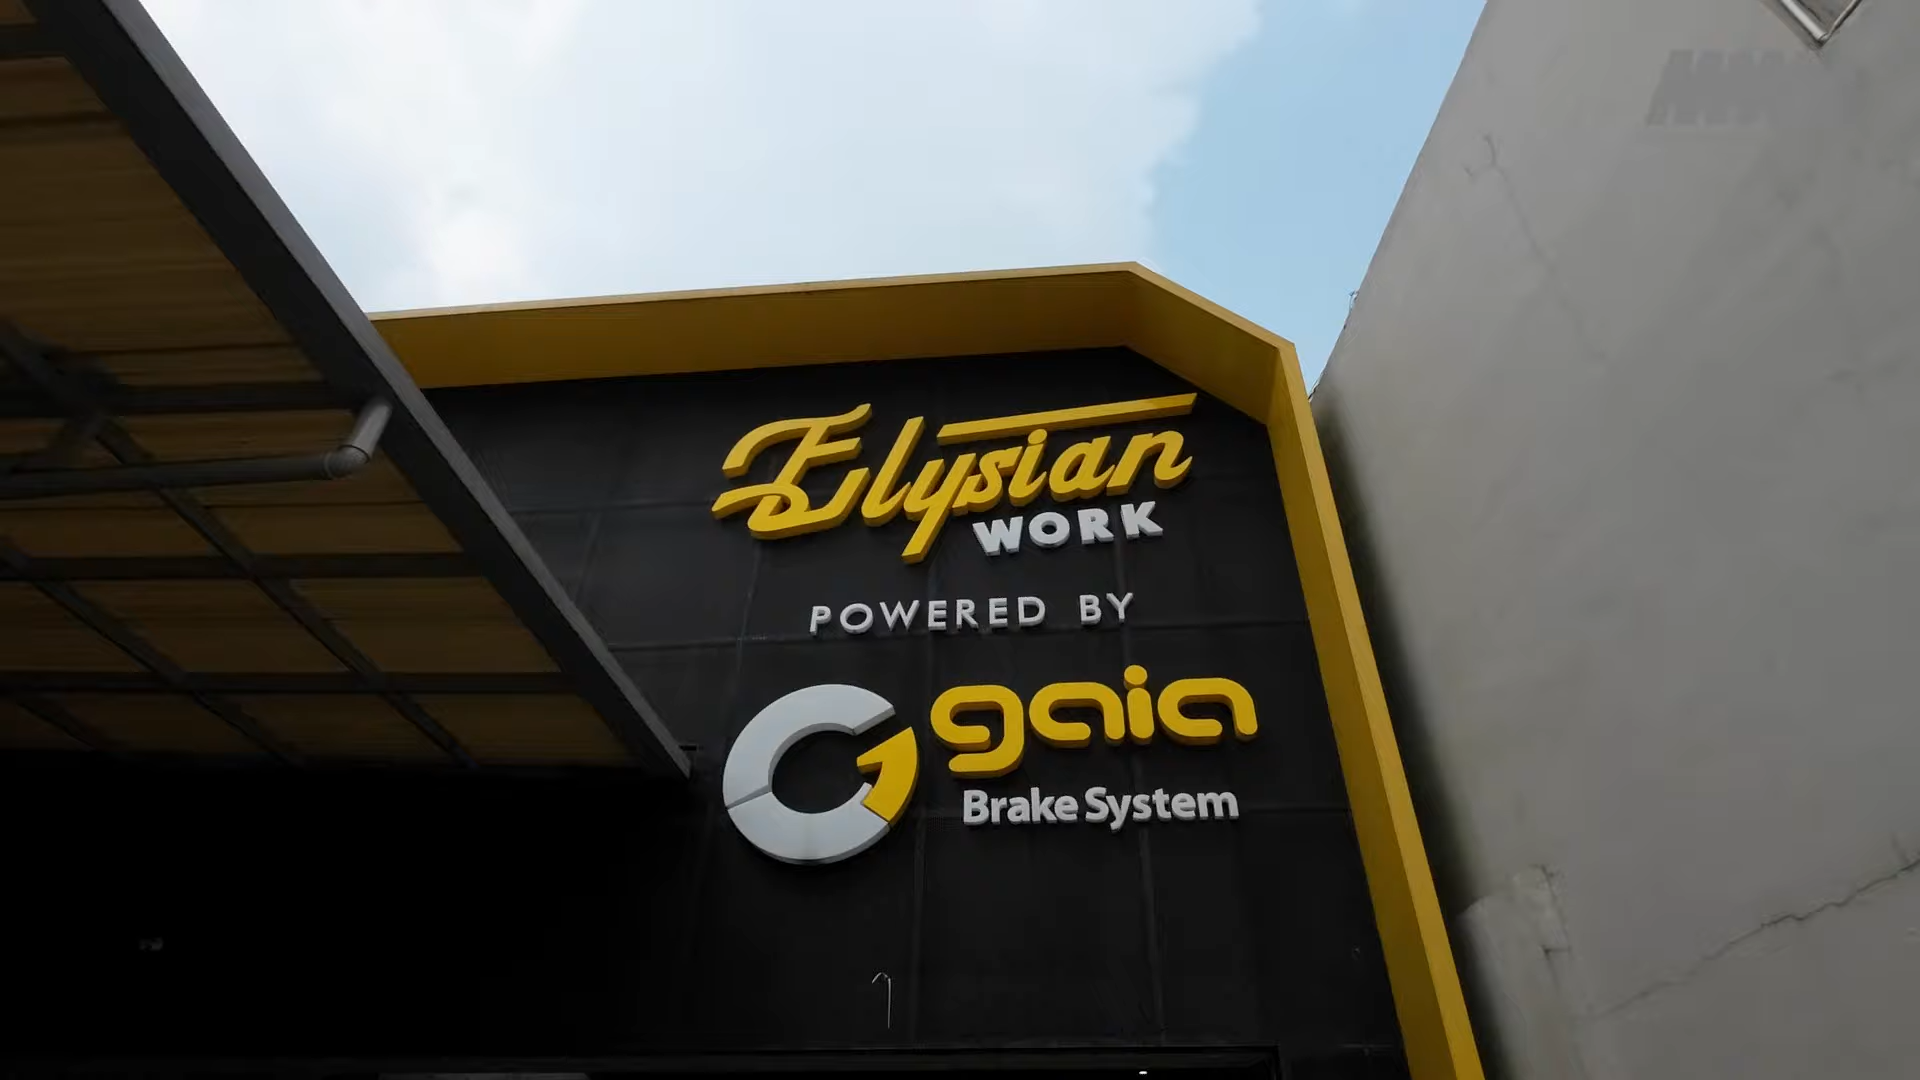 Elysian
WORK
POWERED BY
gaia
Brake System